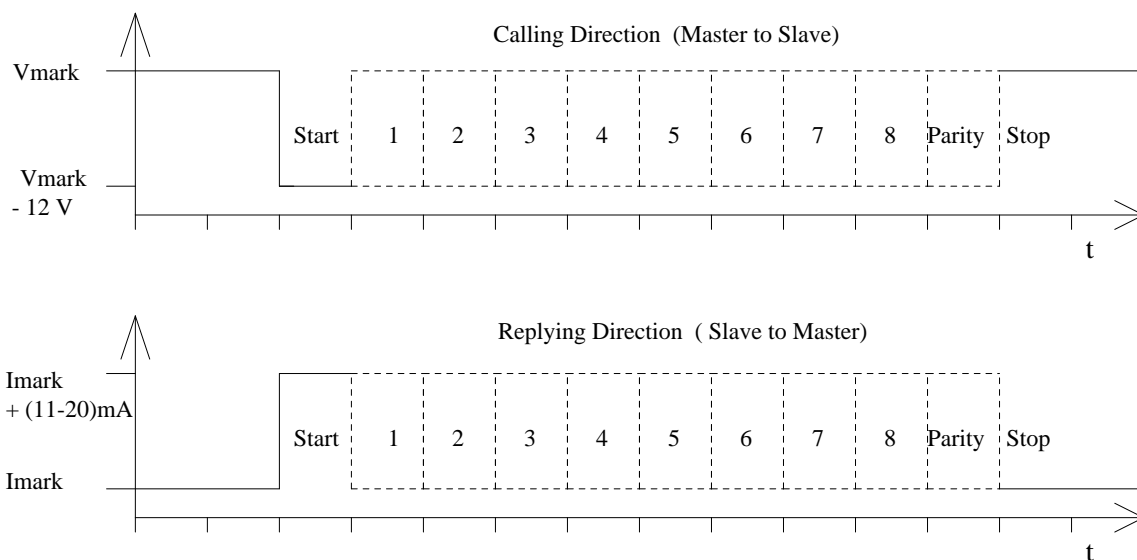 Calling Direction (Master to Slave)
Vmark
Start 1 2 3 4 5 6 7 8 Parity Stop
Vmark
- 12 V
t
Replying Direction ( Slave to Master)
Imark
+ (11-20)mA
Start 1 2 3 4 5 6 7 8 Parity Stop
Imark
t